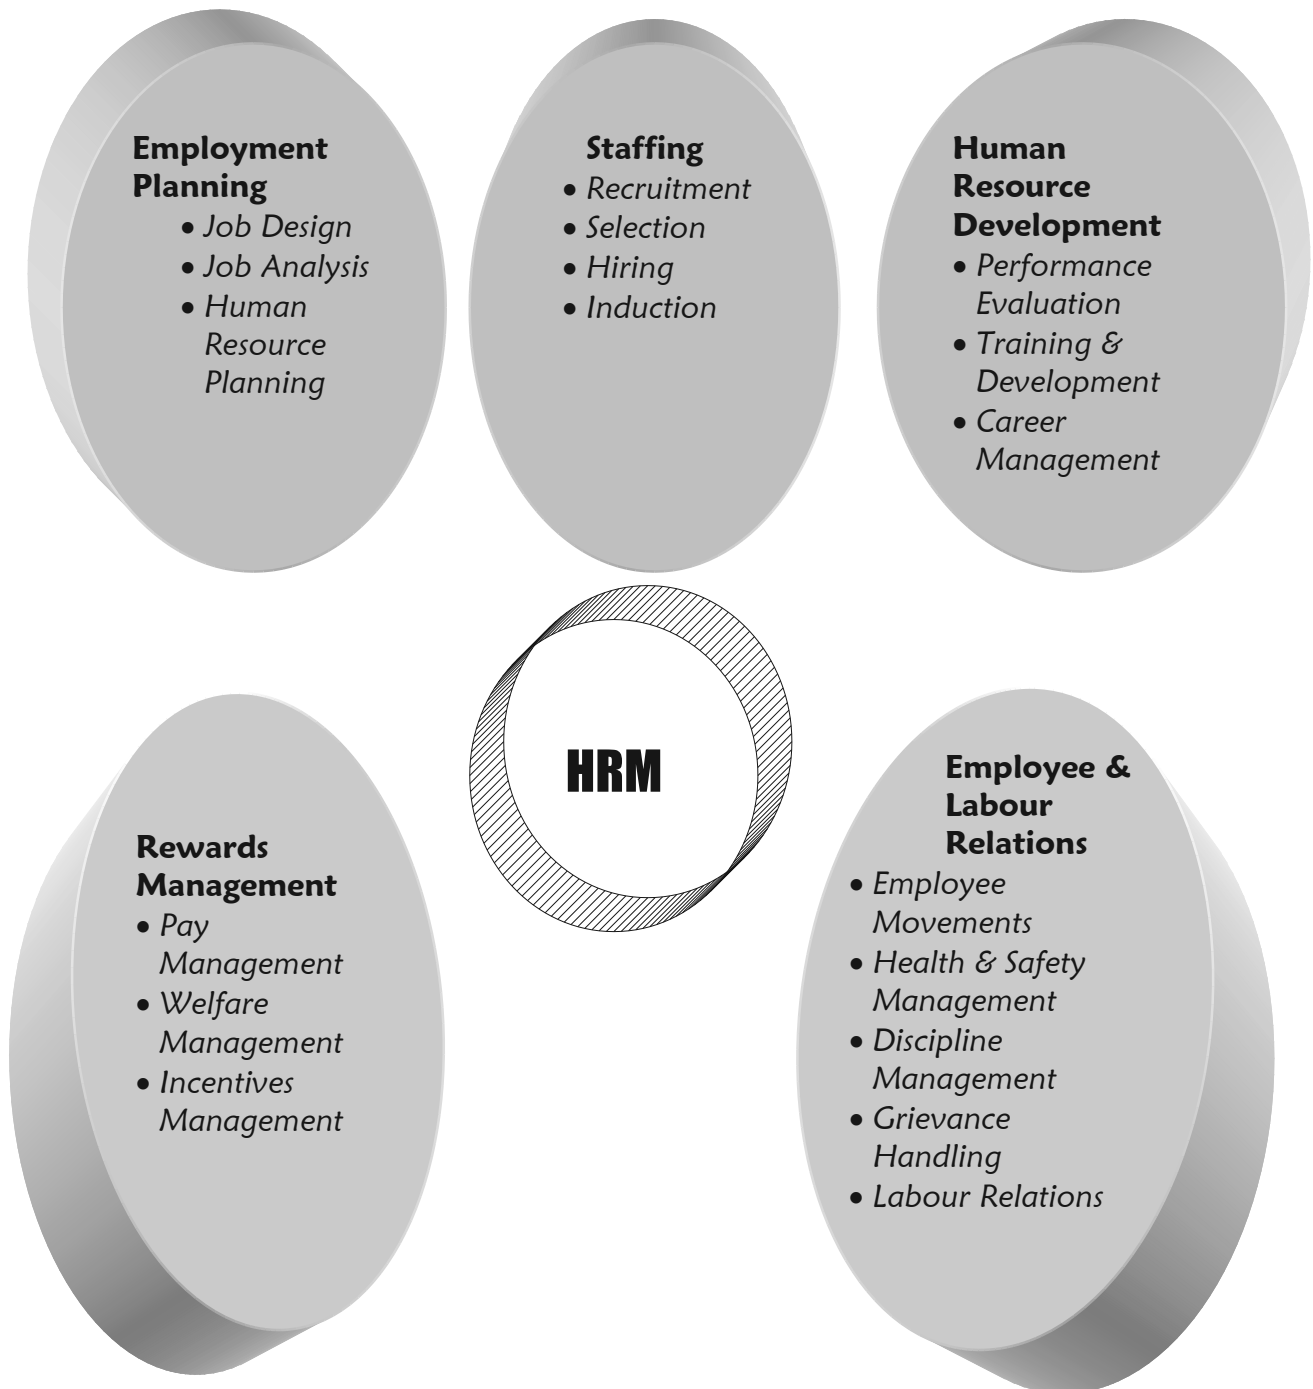 Employment
Planning
• Job Design
• Job Analysis
• Human
Resource
Planning
Staffing
• Recruitment
• Selection
• Hiring
• Induction
Human
Resource
Development
• Performance
Evaluation
• Training &
Development
• Career
Management
HRM
Rewards
Management
• Pay
Management
• Welfare
Management
• Incentives
Management
Employee &
Labour
Relations
• Employee
Movements
• Health & Safety
Management
• Discipline
Management
• Grievance
Handling
• Labour Relations